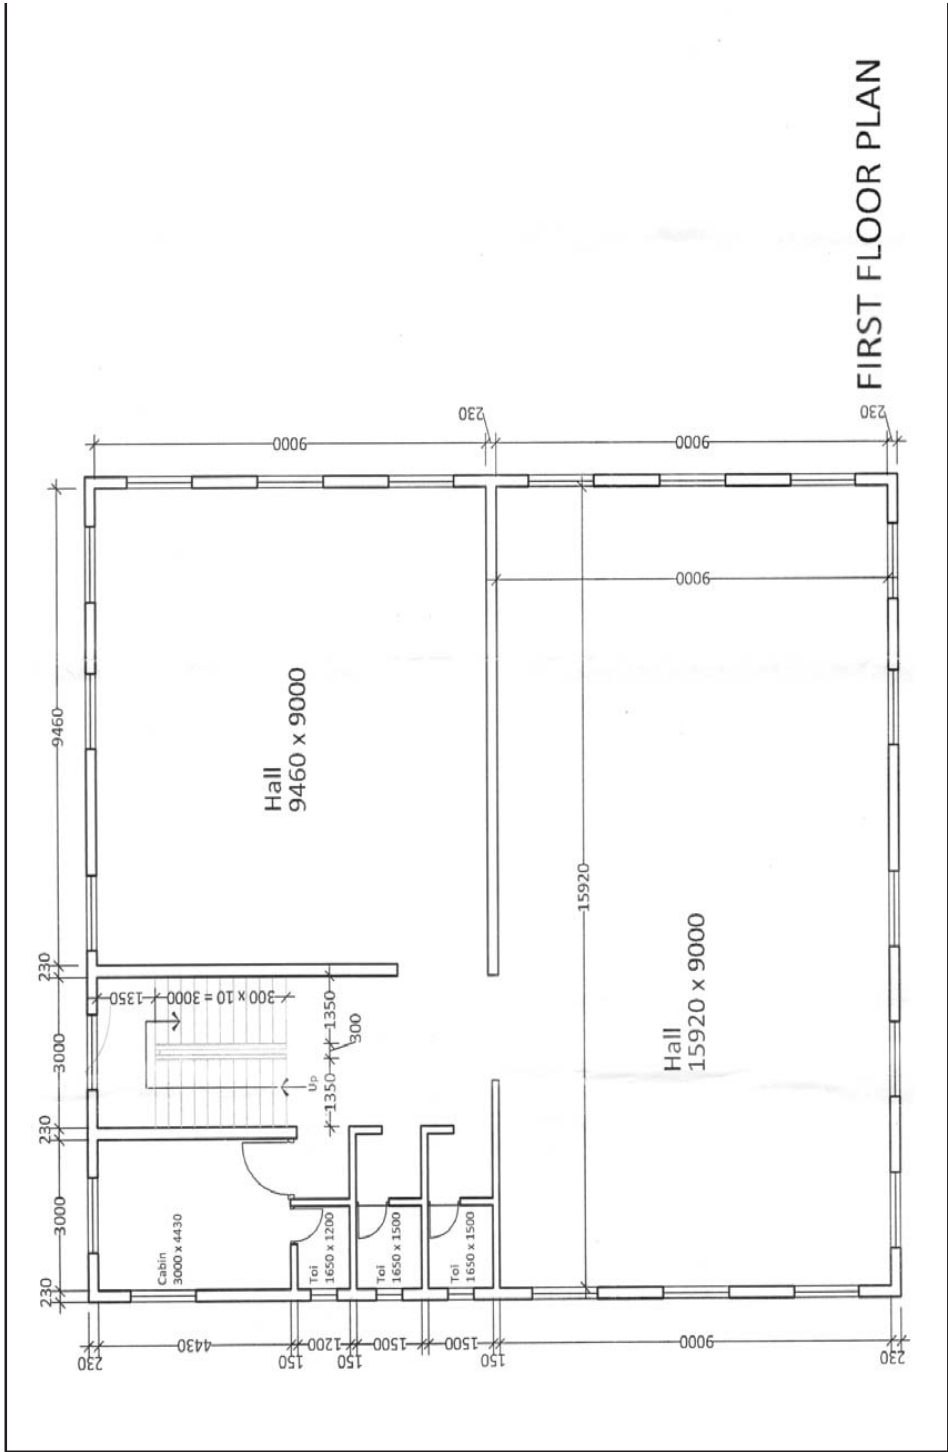 230
3000
230
3000
230
9460
230
4430
150
1200
150
1500
1500
150
9000
230
1350
300 x 10 = 3000
Up
1350
300
1350
Cabin
3000 x 4430
Hall
9460 x 9000
Toi
1650 x 1200
Toi
1650 x 1500
Toi
1650 x 1500
15920
Hall
15920 x 9000
9000
9000
230
9000
230
FIRST FLOOR PLAN